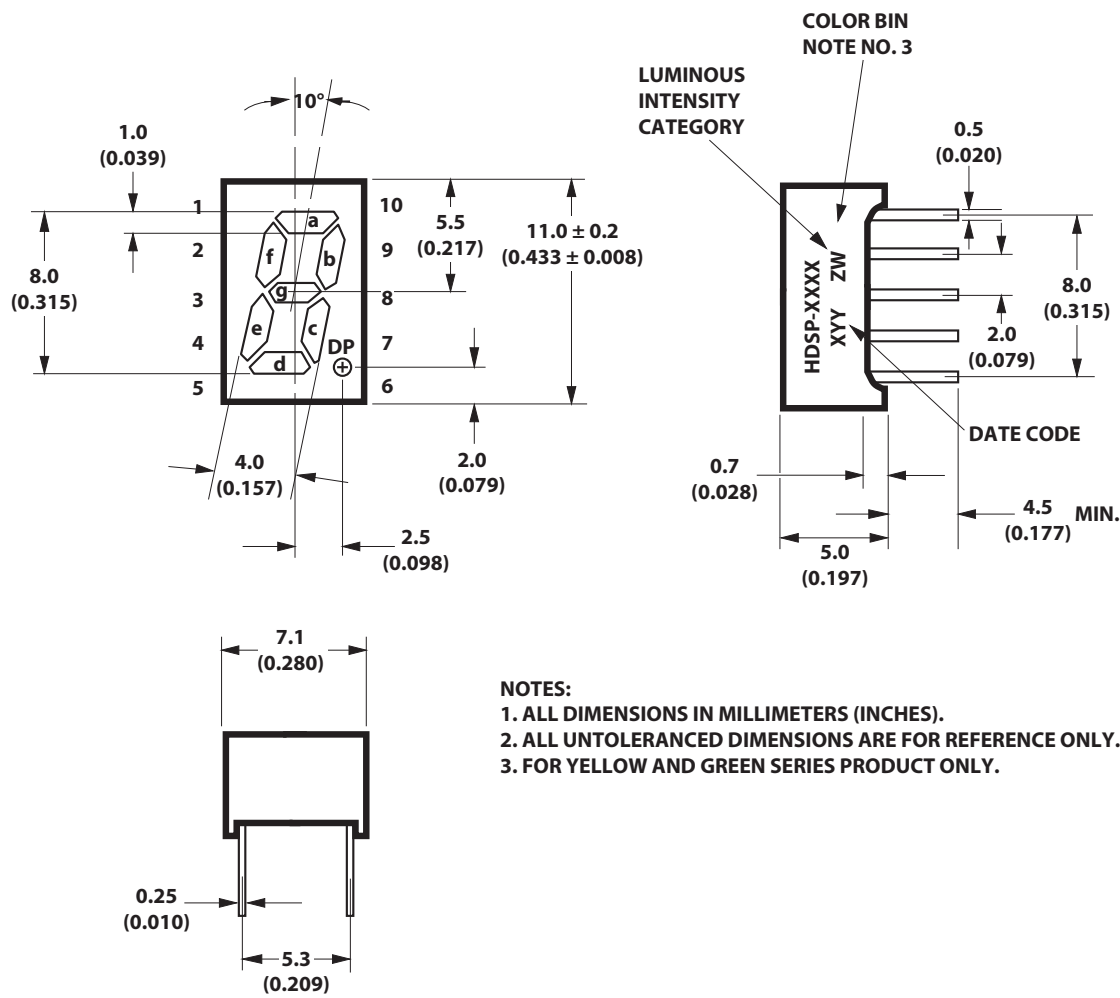 COLOR BIN
NOTE NO. 3
LUMINOUS
INTENSITY
CATEGORY
10°
1.0
(0.039)
0.5
(0.020)
1
10
a
2
9
f
b
5.5
(0.217)
11.0 ± 0.2
(0.433 ± 0.008)
8.0
(0.315)
g
3
8
e
c
4
7
DP
d
5
6
HDSP-XXXX
XYY
ZW
8.0
(0.315)
2.0
(0.079)
DATE CODE
4.0
(0.157)
2.0
(0.079)
0.7
(0.028)
4.5 MIN.
(0.177)
2.5
(0.098)
5.0
(0.197)
7.1
(0.280)
NOTES:
1. ALL DIMENSIONS IN MILLIMETERS (INCHES).
2. ALL UNTOLERANCED DIMENSIONS ARE FOR REFERENCE ONLY.
3. FOR YELLOW AND GREEN SERIES PRODUCT ONLY.
0.25
(0.010)
5.3
(0.209)